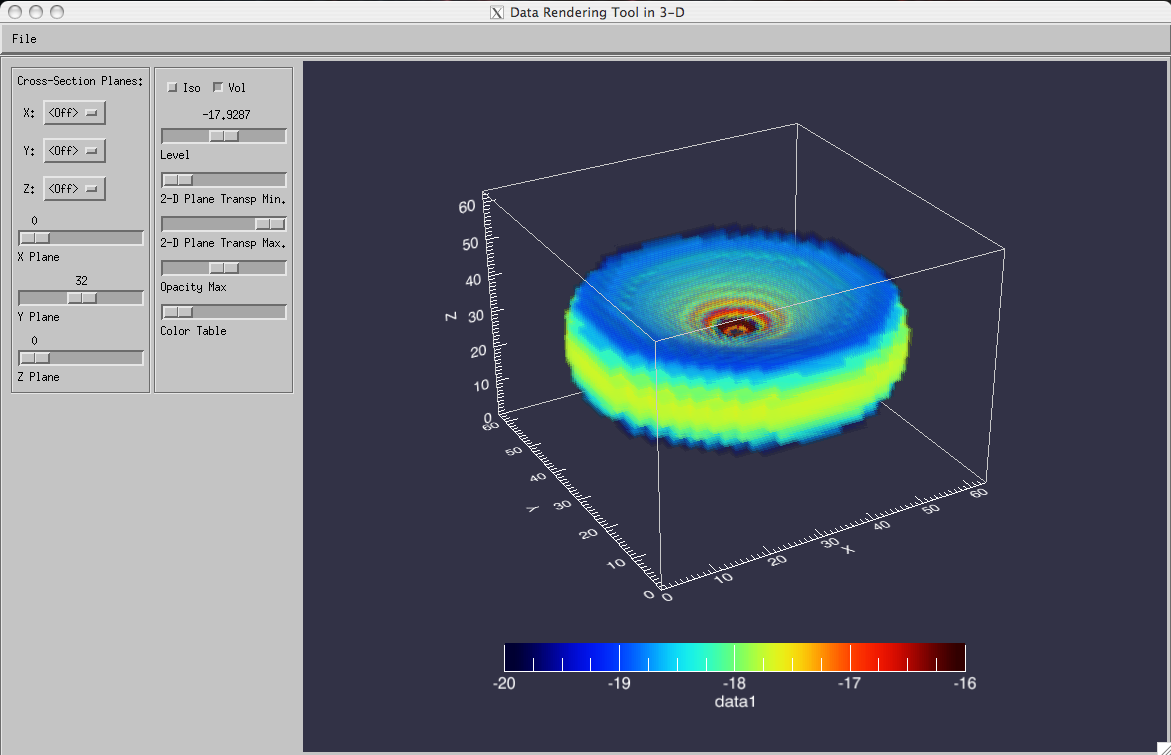 X Data Rendering Tool in 3-D
File
Cross-Section Planes:
X: <Off>
Y: <Off>
Z: <Off>
0
X Plane
32
Y Plane
0
Z Plane
Iso Vol
-17.9287
Level
2-D Plane Transp Min.
2-D Plane Transp Max.
Opacity Max
Color Table
60
50
40
30
20
10
0
Z
60
50
40
30
20
10
0
Y
0
10
20
30
40
50
60
X
-20 -19 -18 -17 -16
data1